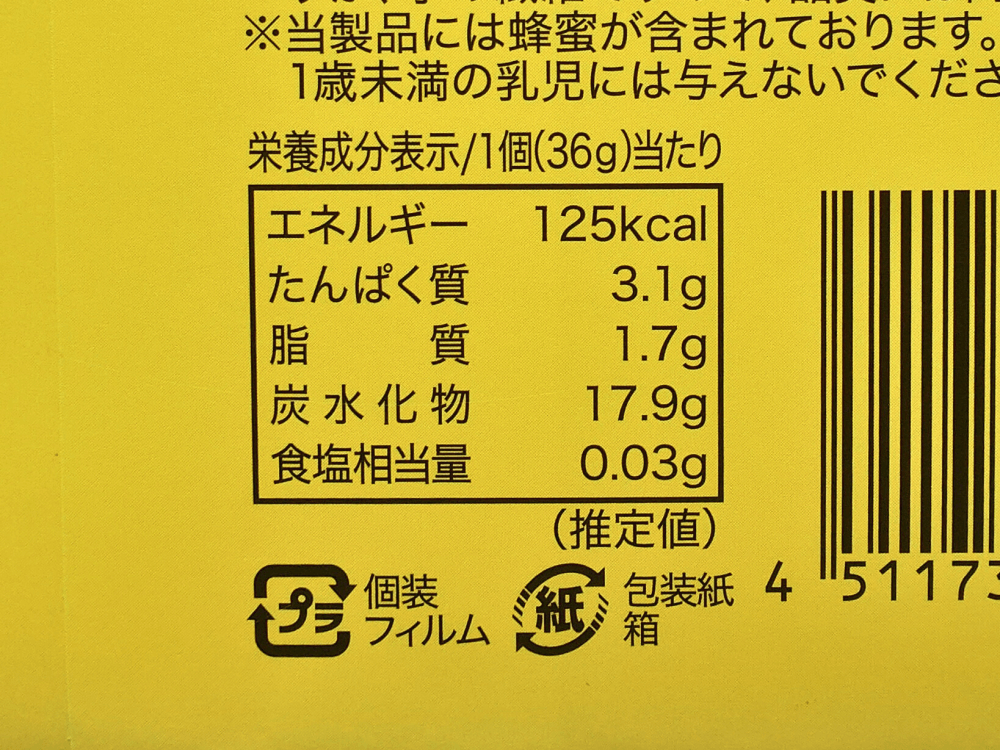 ※当製品には蜂蜜が含まれております。
1歳未満の乳児には与えないでくださ
栄養成分表示/1個(36g)当たり
エネルギー 125kcal
たんぱく質 3.1g
脂質 1.7g
炭水化物 17.9g
食塩相当量 0.03g
(推定値)
プラ 個装
フィルム
紙 包装紙
箱
4 51173